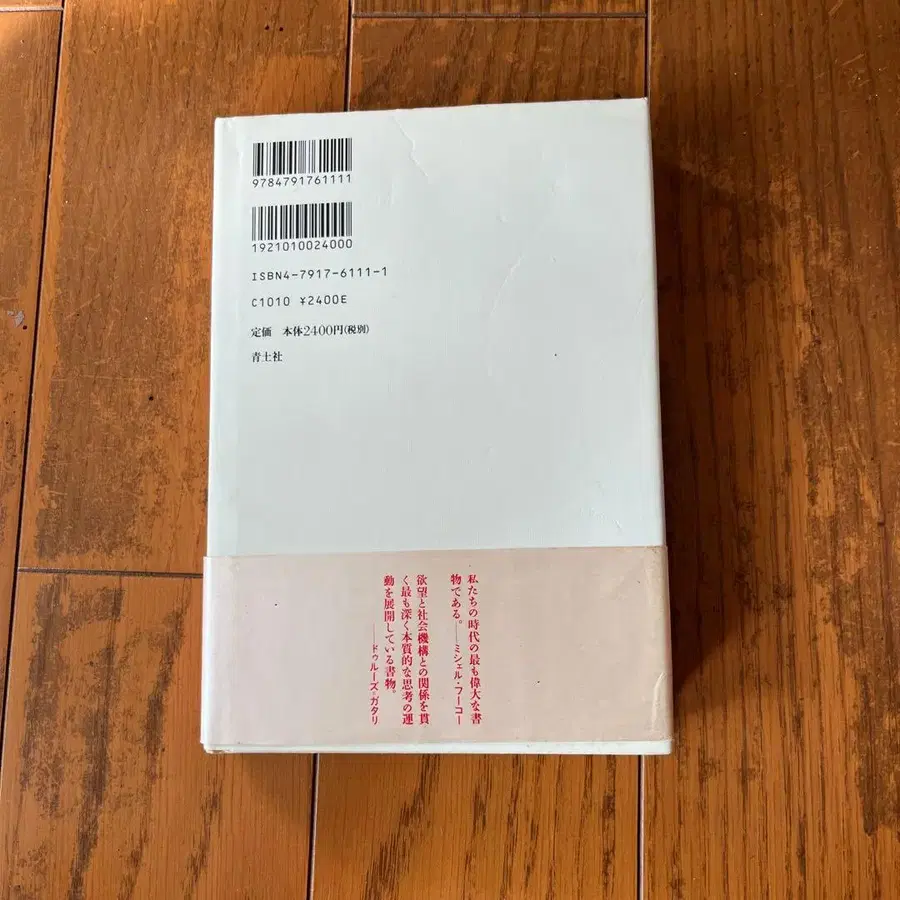 9784791761111
1921010024000
ISBN4-7917-6111-1
C1010 ¥2400E
定価 本体2400円(税別)
青土社
私たちの時代の最も偉大な書
物である。——ミシェル・フーコー
欲望と社会機構との関係を貫
く最も深く本質的な思考の運
動を展開している書物。
——ドゥルーズ=ガタリ